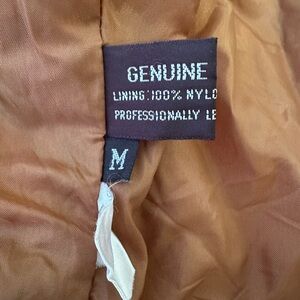 GENUINE
LINING:100% NYLO
PROFESSIONALLY LE
M